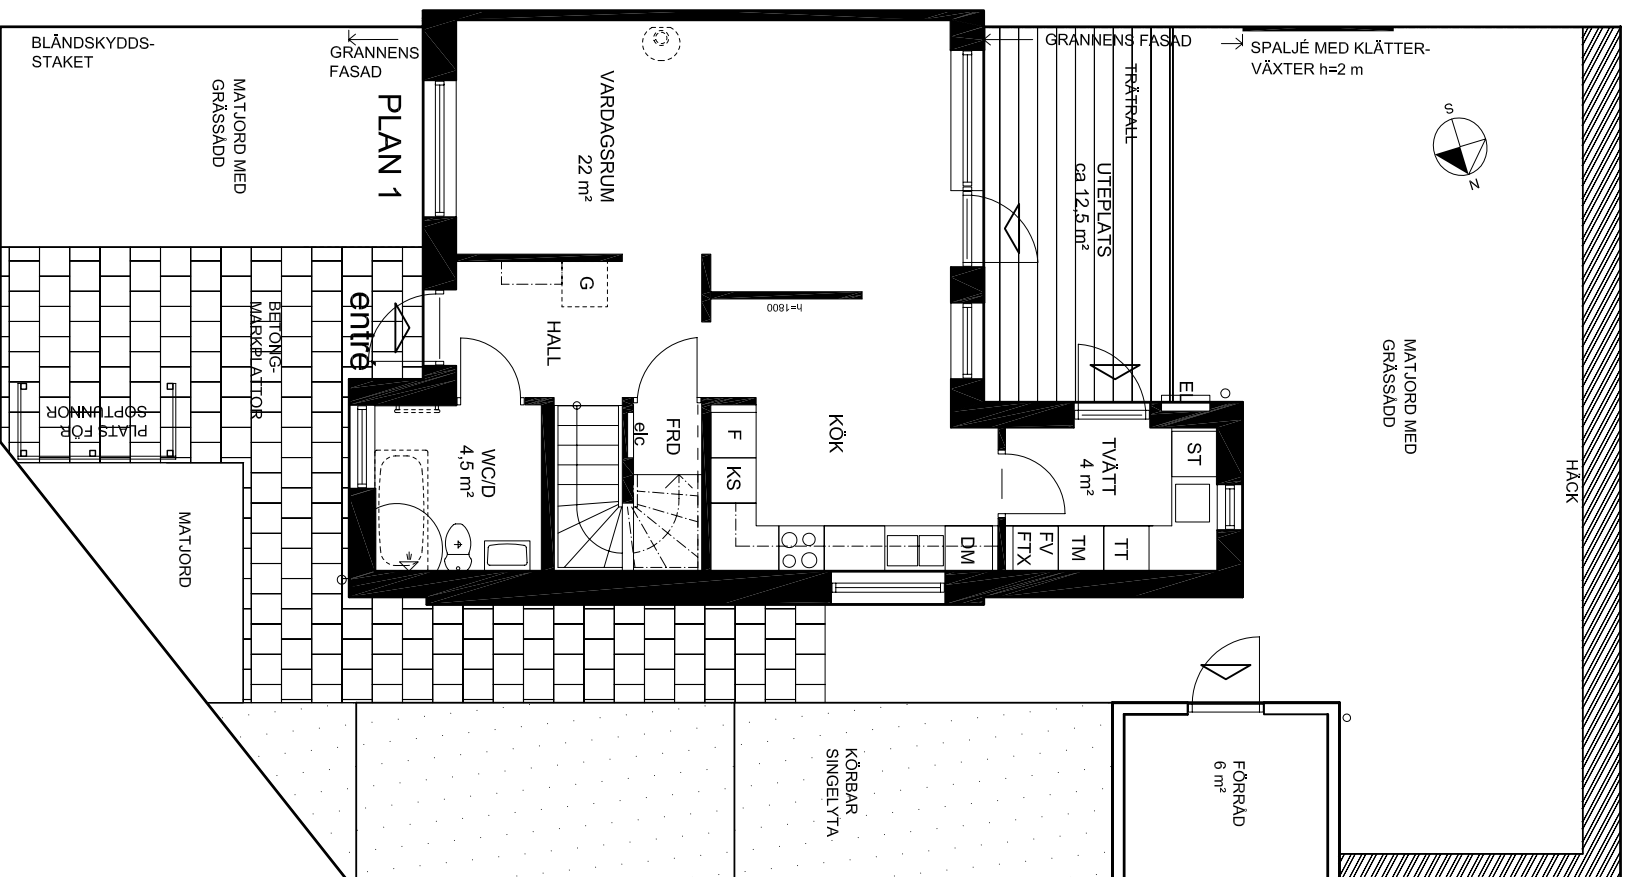 BLÄNDSKYDDS-
STAKET
GRANNENS
FASAD
GRANNENS FASAD
SPALJÉ MED KLÄTTER-
VÄXTER h=2 m
MATJORD MED
GRÄSSÅDD
PLAN 1
VARDAGSRUM
22 m²
TRÄTRALL
UTEPLATS
ca 12,5 m²
S
N
MATJORD MED
GRÄSSÅDD
HÄCK
entré
BETONG-
MARKPLATTOR
PLATS FÖR
SOPTUNNOR
MATJORD
G
HALL
h=1800
WC/D
4,5 m²
FRD
elc
F
KS
KÖK
DM
TVÄTT
4 m²
EL
ST
FV
FTX
TM
TT
KÖRBAR
SINGELYTA
FÖRRÅD
6 m²